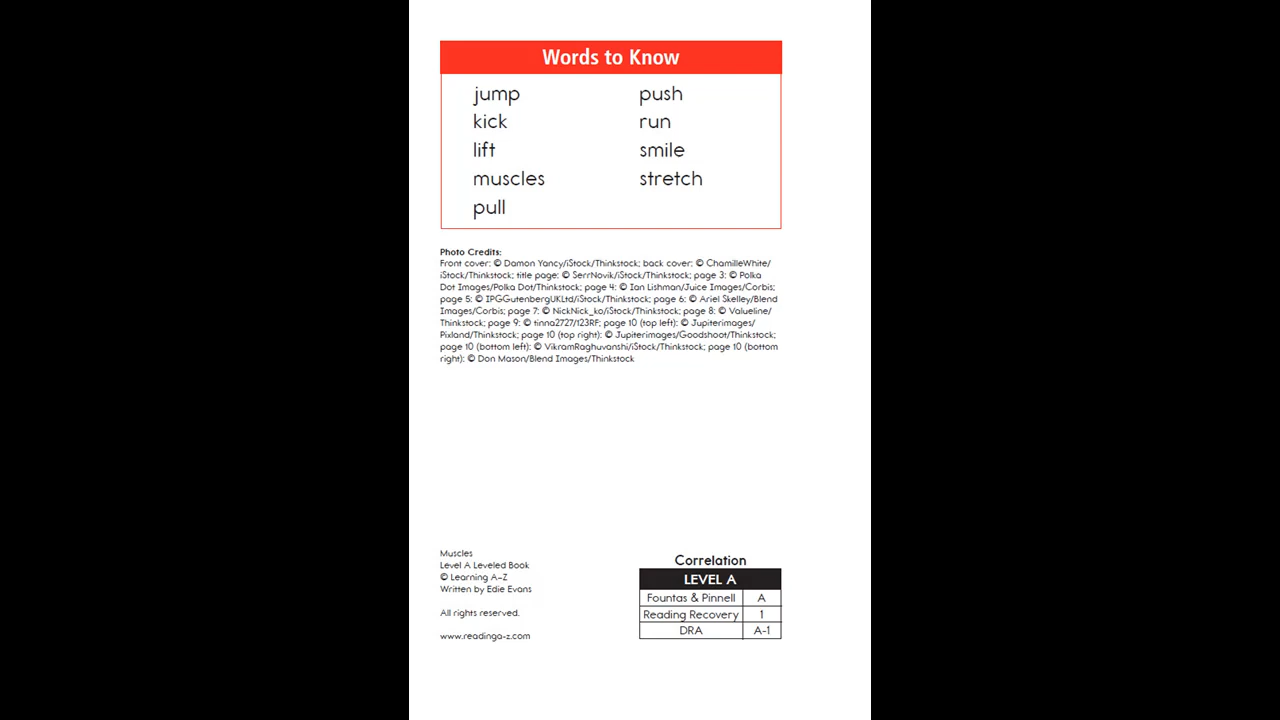 Words to Know
jump
kick
lift
muscles
pull
push
run
smile
stretch
Photo Credits:
Front cover: © Damon Yancy/iStock/Thinkstock; back cover: © ChamilleWhite/
iStock/Thinkstock; title page: © SerrNovik/iStock/Thinkstock; page 3: © Polka
Dot Images/Polka Dot/Thinkstock; page 4: © Ian Lishman/Juice Images/Corbis;
page 5: © IPGGutenbergUKLtd/iStock/Thinkstock; page 6: © Ariel Skelley/Blend
Images/Corbis; page 7: © NickNick_ko/iStock/Thinkstock; page 8: © Valueline/
Thinkstock; page 9: © tinna2727/123RF; page 10 (top left): © Jupiterimages/
Pixland/Thinkstock; page 10 (top right): © Jupiterimages/Goodshoot/Thinkstock;
page 10 (bottom left): © VikramRaghuvanshi/iStock/Thinkstock; page 10 (bottom
right): © Don Mason/Blend Images/Thinkstock
Muscles
Level A Leveled Book
© Learning A–Z
Written by Edie Evans
All rights reserved.
www.readinga-z.com
Correlation
LEVEL A
Fountas & Pinnell A
Reading Recovery 1
DRA A-1